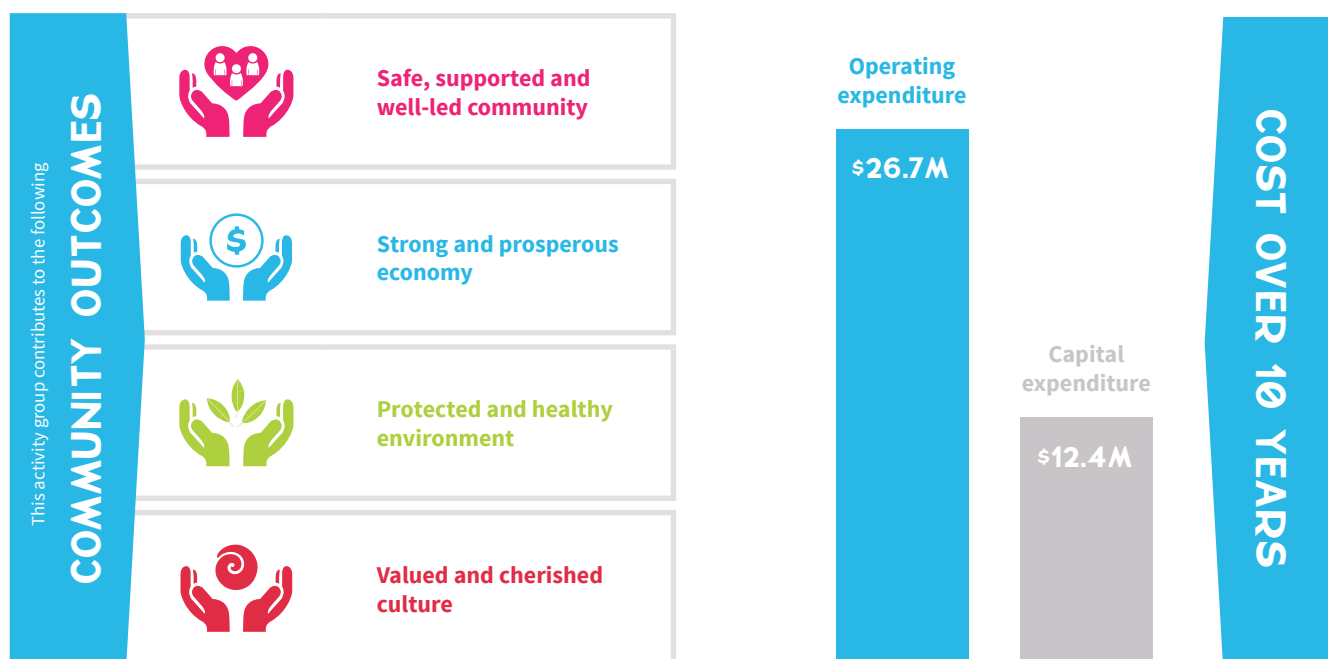 This activity group contributes to the following
COMMUNITY OUTCOMES
Safe, supported and
well-led community
$
Strong and prosperous
economy
Protected and healthy
environment
Valued and cherished
culture
Operating
expenditure
$26.7M
Capital
expenditure
$12.4M
COST OVER 10 YEARS